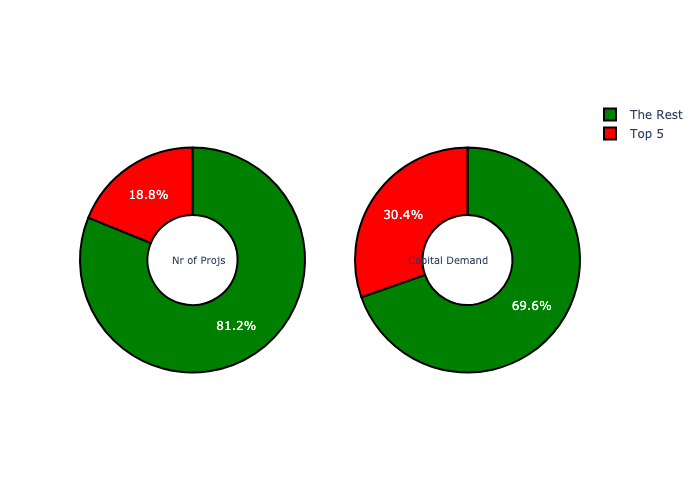 The Rest
Top 5
18.8%
81.2%
Nr of Projs
30.4%
69.6%
Capital Demand